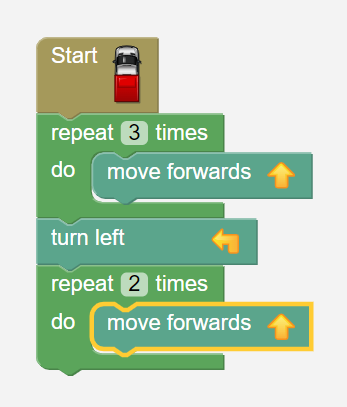 Start
repeat 3 times
do move forwards
turn left
repeat 2 times
do move forwards